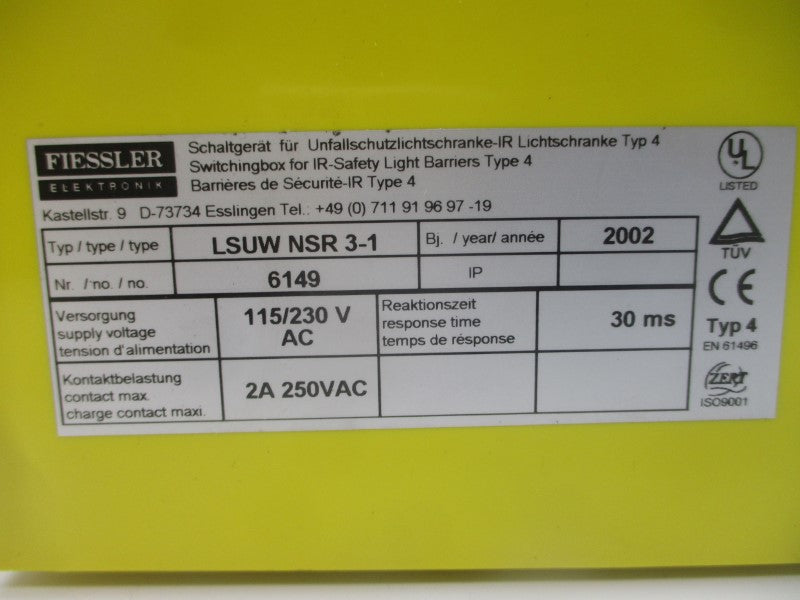 FIESSLER
ELEKTRONIK
Schaltgerät für Unfallschutzlichtschranke-IR Lichtschranke Typ 4
Switchingbox for IR-Safety Light Barriers Type 4
Barrières de Sécurité-IR Type 4
Kastellstr. 9 D-73734 Esslingen Tel.: +49 (0) 711 91 96 97 -19
Typ / type / type LSUW NSR 3-1 Bj. / year/ année 2002
Nr. / no. / no. 6149 IP
Versorgung
supply voltage
tension d'alimentation
115/230 V
AC
Reaktionszeit
response time
temps de résponse
30 ms
Kontaktbelastung
contact max.
charge contact maxi.
2A 250VAC
UL
LISTED
TÜV
CE
Typ 4
EN 61496
ZERT
ISO9001